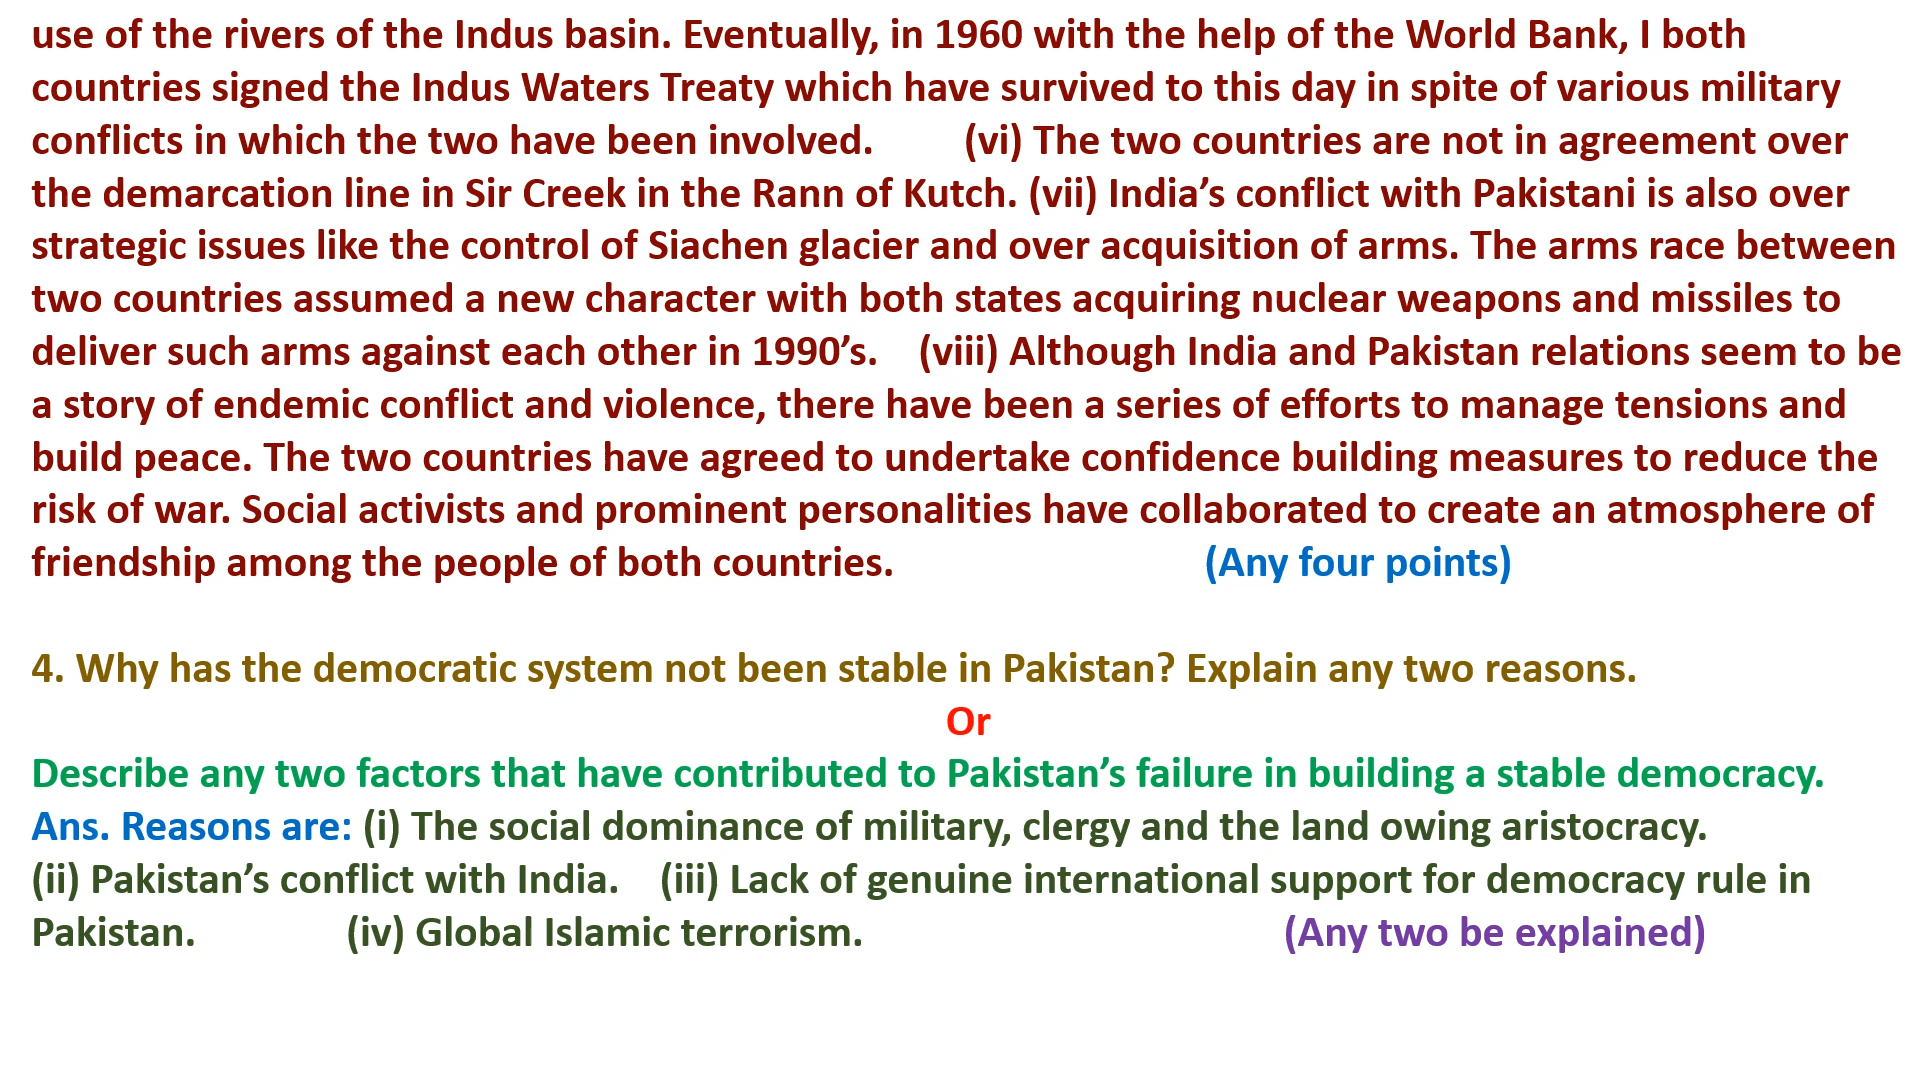 use of the rivers of the Indus basin. Eventually, in 1960 with the help of the World Bank, I both
countries signed the Indus Waters Treaty which have survived to this day in spite of various military
conflicts in which the two have been involved. (vi) The two countries are not in agreement over
the demarcation line in Sir Creek in the Rann of Kutch. (vii) India’s conflict with Pakistani is also over
strategic issues like the control of Siachen glacier and over acquisition of arms. The arms race between
two countries assumed a new character with both states acquiring nuclear weapons and missiles to
deliver such arms against each other in 1990’s. (viii) Although India and Pakistan relations seem to be
a story of endemic conflict and violence, there have been a series of efforts to manage tensions and
build peace. The two countries have agreed to undertake confidence building measures to reduce the
risk of war. Social activists and prominent personalities have collaborated to create an atmosphere of
friendship among the people of both countries. (Any four points)
4. Why has the democratic system not been stable in Pakistan? Explain any two reasons.
Or
Describe any two factors that have contributed to Pakistan’s failure in building a stable democracy.
Ans. Reasons are: (i) The social dominance of military, clergy and the land owing aristocracy.
(ii) Pakistan’s conflict with India. (iii) Lack of genuine international support for democracy rule in
Pakistan. (iv) Global Islamic terrorism. (Any two be explained)